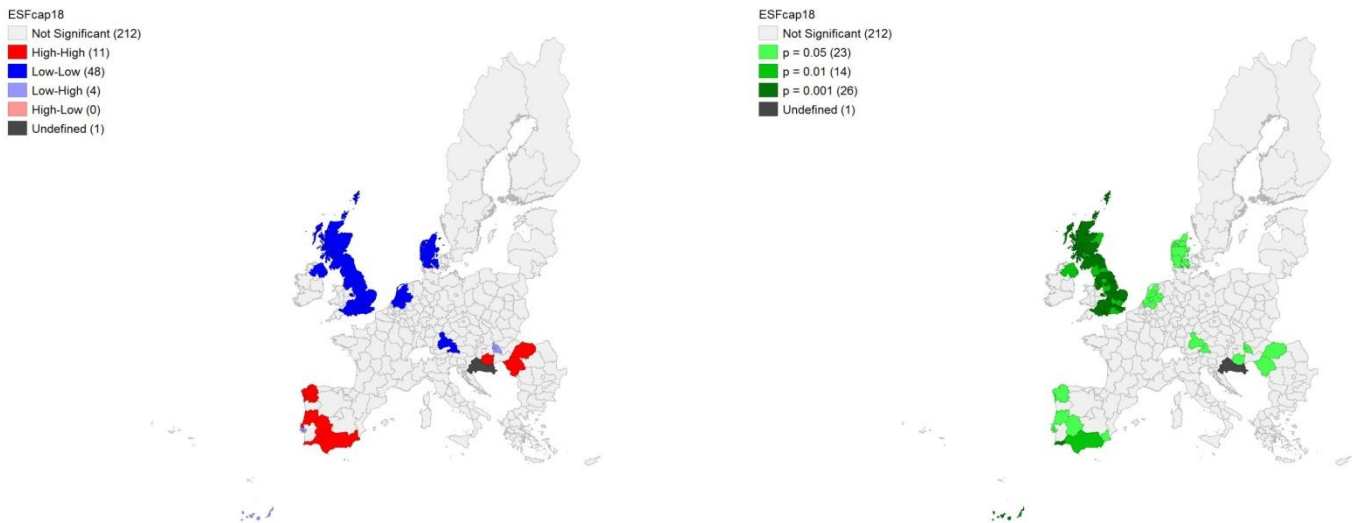 ESFcap18
Not Significant (212)
High-High (11)
Low-Low (48)
Low-High (4)
High-Low (0)
Undefined (1)
ESFcap18
Not Significant (212)
p = 0.05 (23)
p = 0.01 (14)
p = 0.001 (26)
Undefined (1)